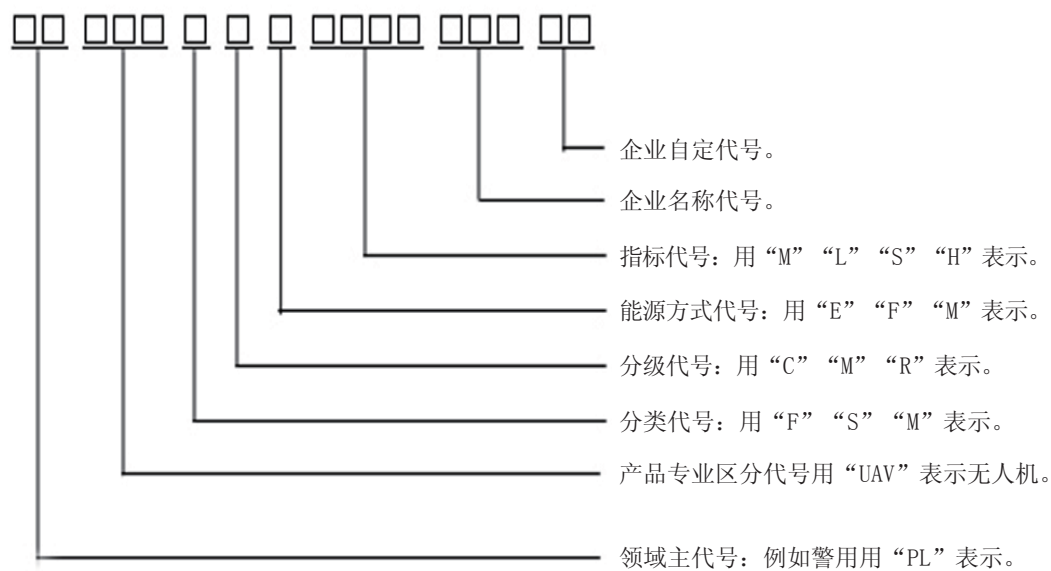 □□ □□□ □ □ □ □□□□ □□□ □□
企业自定代号。
企业名称代号。
指标代号：用“M”“L”“S”“H”表示。
能源方式代号：用“E”“F”“M”表示。
分级代号：用“C”“M”“R”表示。
分类代号：用“F”“S”“M”表示。
产品专业区分代号用“UAV”表示无人机。
领域主代号：例如警用用“PL”表示。